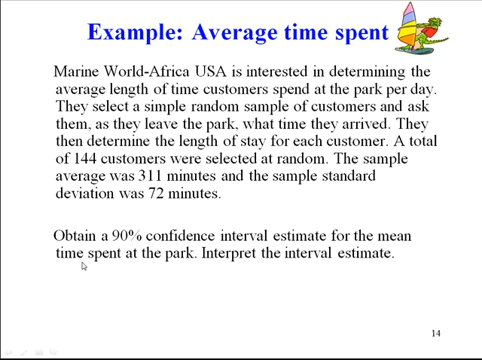 Example: Average time spent
Marine World-Africa USA is interested in determining the
average length of time customers spend at the park per day.
They select a simple random sample of customers and ask
them, as they leave the park, what time they arrived. They
then determine the length of stay for each customer. A total
of 144 customers were selected at random. The sample
average was 311 minutes and the sample standard
deviation was 72 minutes.
Obtain a 90% confidence interval estimate for the mean
time spent at the park. Interpret the interval estimate.
14